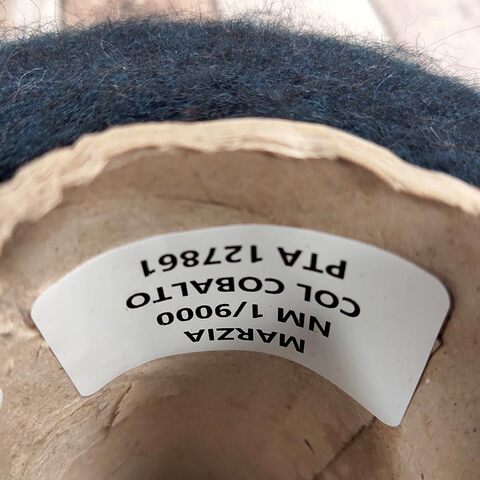 MARZIA
NM 1/9000
COL COBALTO
PTA 127861